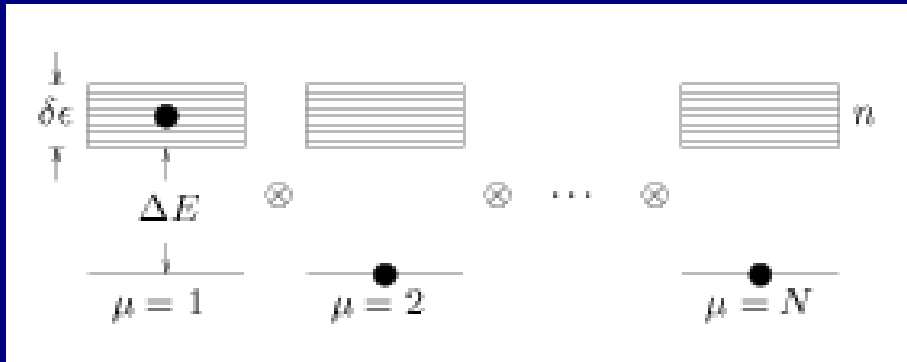 δϵ n
ΔE
⊗ ⊗ ··· ⊗
μ = 1 μ = 2 μ = N